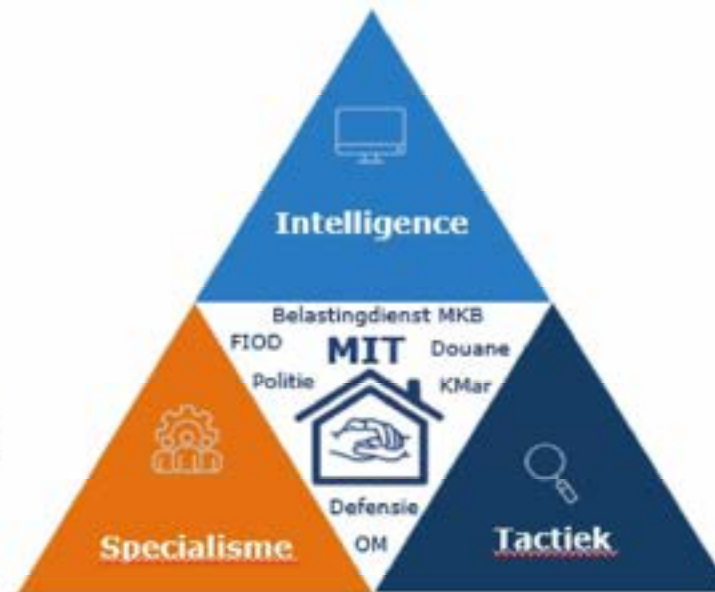 Intelligence
Belastingdienst MKB
FIOD
MIT
Douane
Politie
KMar
Defensie
OM
Specialisme
Tactiek